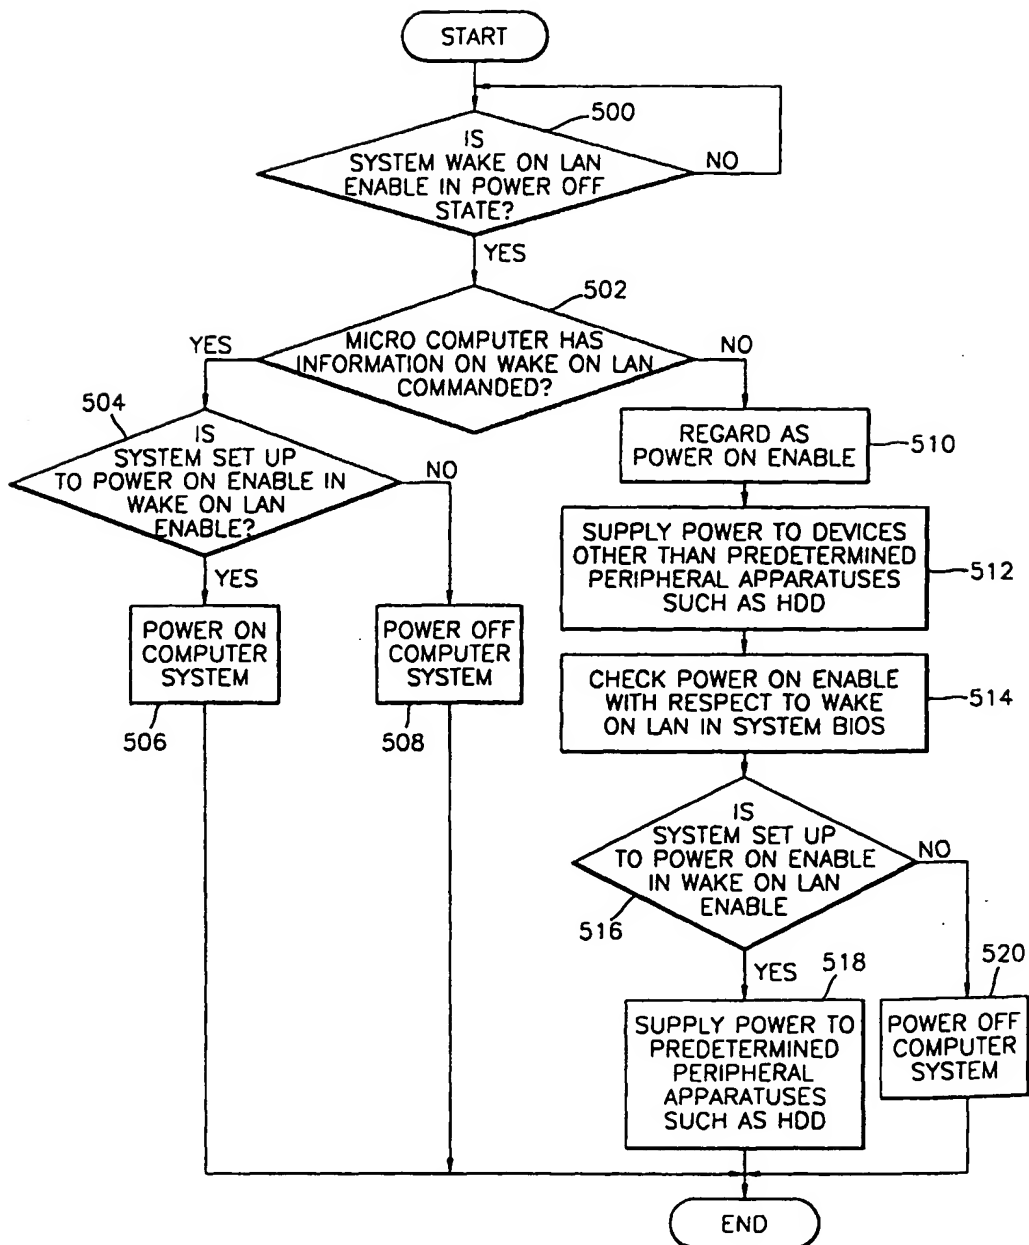 START
500
IS
SYSTEM WAKE ON LAN
ENABLE IN POWER OFF
STATE?
NO
YES
502
MICRO COMPUTER HAS
INFORMATION ON WAKE ON LAN
COMMANDED?
YES
NO
504
IS
SYSTEM SET UP
TO POWER ON ENABLE IN
WAKE ON LAN
ENABLE?
NO
YES
REGARD AS
POWER ON ENABLE
510
SUPPLY POWER TO DEVICES
OTHER THAN PREDETERMINED
PERIPHERAL APPARATUSES
SUCH AS HDD
512
POWER ON
COMPUTER
SYSTEM
506
POWER OFF
COMPUTER
SYSTEM
508
CHECK POWER ON ENABLE
WITH RESPECT TO WAKE
ON LAN IN SYSTEM BIOS
514
IS
SYSTEM SET UP
TO POWER ON ENABLE
IN WAKE ON LAN
ENABLE
NO
516
YES
518
SUPPLY POWER TO
PREDETERMINED
PERIPHERAL
APPARATUSES
SUCH AS HDD
520
POWER OFF
COMPUTER
SYSTEM
END